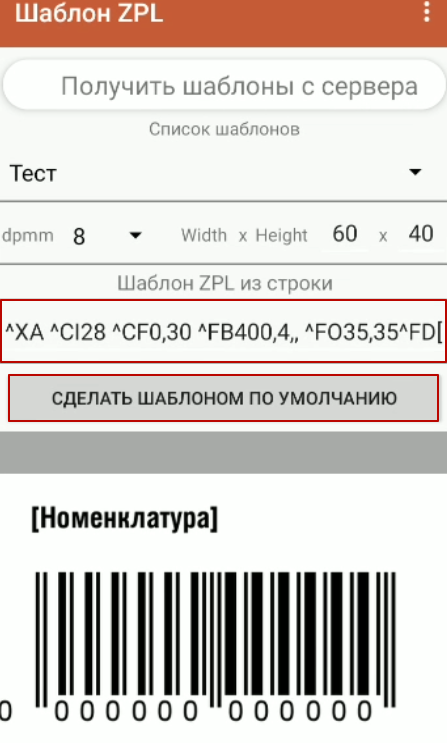 Шаблон ZPL
Получить шаблоны с сервера
Список шаблонов
Тест
dpmm 8 Width x Height 60 x 40
Шаблон ZPL из строки
^XA ^CI28 ^CF0,30 ^FB400,4,, ^FO35,35^FD[
СДЕЛАТЬ ШАБЛОНОМ ПО УМОЛЧАНИЮ
[Номенклатура]
0 000000 000000